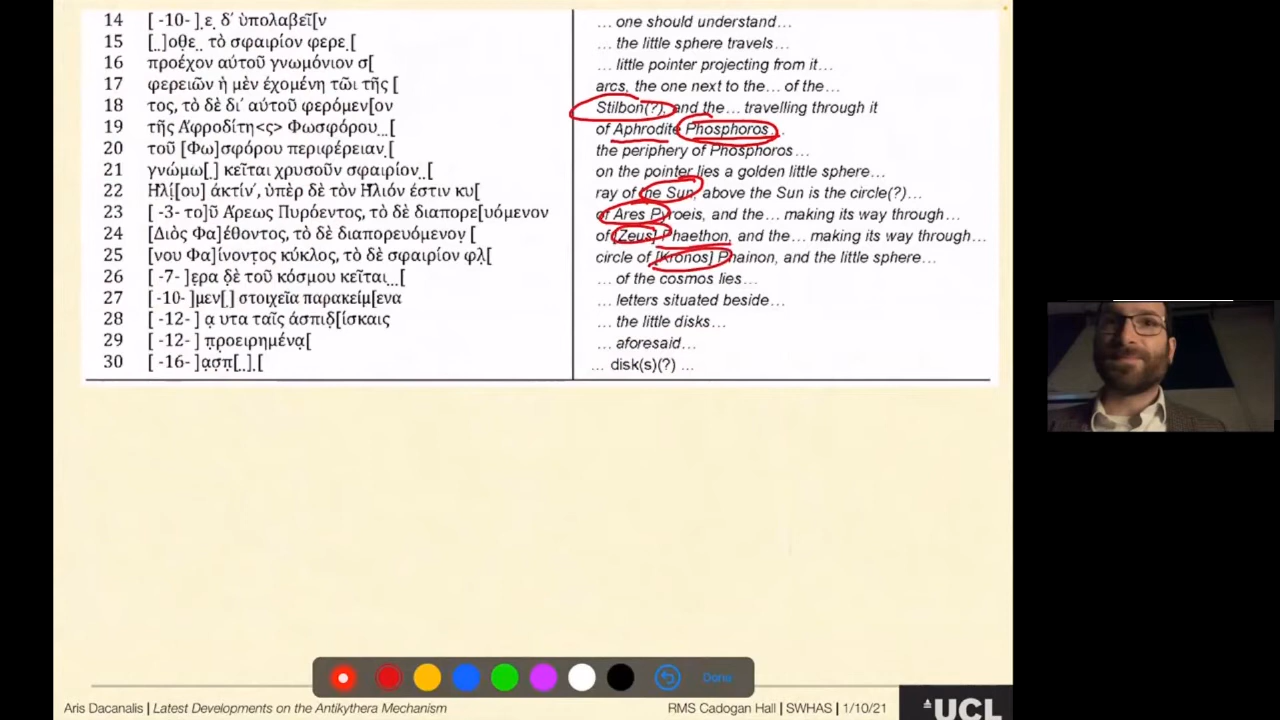 14 [ -10- ]̣ ε̣ δ' ὑπολαβεῖ[ν … one should understand…
15 [̣ ̣]οθ̣ε ̣ ̣ τὸ σφαιρίον φερε̣[ … the little sphere travels…
16 προέχον αὐτοῦ γνωμόνιον σ[ … little pointer projecting from it…
17 φερειῶν ἡ μὲν ἐχομένη τῶι τῆς [ arcs, the one next to the… of the…
18 τος, τὸ δὲ δι' αὐτοῦ φερόμεν[ον Stilbon(?), and the… travelling through it
19 τῆς Ἀφροδίτη<ς> Φωσφόρου ̣ ̣[ of Aphrodite Phosphoros…
20 τοῦ [Φω]σφόρου περιφέρειαν̣[ the periphery of Phosphoros…
21 γνώμω[̣] κεῖται χρυσοῦν σφαιρίον ̣ ̣[ on the pointer lies a golden little sphere…
22 Ἡλί[ου] ἀκτίν', ὑπὲρ δὲ τὸν Ἥλιόν ἐστιν κυ[ ray of the Sun, above the Sun is the circle(?)…
23 [ -3- το]ῦ Ἄρεως Πυρόεντος, τὸ δὲ διαπορε[υόμενον of Ares Pyroeis, and the… making its way through…
24 [Διὸς Φα]έθοντος, τὸ δὲ διαπορευόμενον̣ [ of [Zeus] Phaethon, and the… making its way through…
25 [νου Φα]ίνοντ̣ος κύκλος, τὸ δὲ σφαιρίον φλ̣[ circle of [Kronos] Phainon, and the little sphere…
26 [ -7- ]ε̣ρα δ̣ὲ τοῦ κόσμου κεῖται ̣ ̣[ … of the cosmos lies…
27 [ -10- ]μεν[̣] στοιχεῖα παρακείμ[ενα … letters situated beside…
28 [ -12- ] α̣ υτα ταῖς ἀσπιδ̣[ίσκαις … the little disks…
29 [ -12- ] π̣ροειρημένα̣[ … aforesaid…
30 [ -16- ]α̣σ̣π̣[̣ ̣]̣ [ … disk(s)(?) …
Done
Aris Dacanalis | Latest Developments on the Antikythera Mechanism RMS Cadogan Hall | SWHAS | 1/10/21 UCL